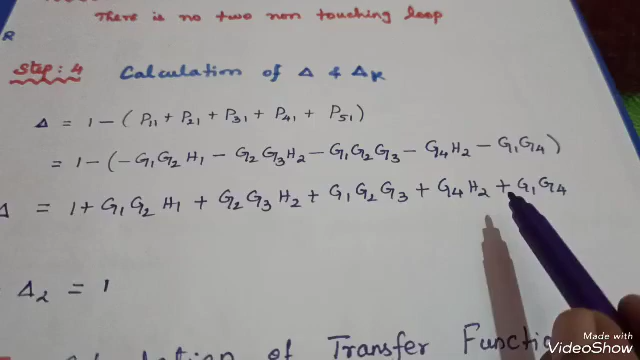 There is no two non touching loop
R
Step: 4 Calculation of Δ & ΔK
Δ = 1 - (P11 + P21 + P31 + P41 + P51)
= 1 - (-G1G2H1 - G2G3H2 - G1G2G3 - G4H2 - G1G4)
Δ = 1 + G1G2H1 + G2G3H2 + G1G2G3 + G4H2 + G1G4
Δ2 = 1
of Transfer
Made with
VideoShow